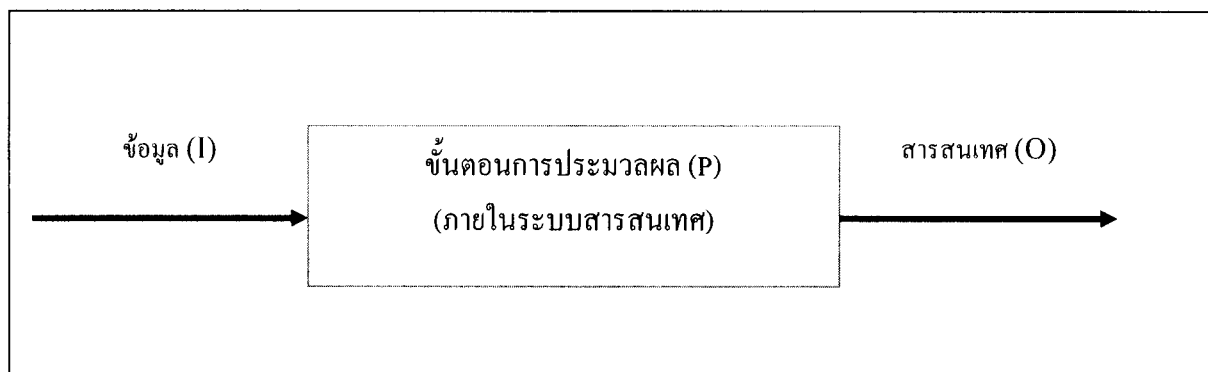 ข้อมูล (I)
ขั้นตอนการประมวลผล (P)
(ภายในระบบสารสนเทศ)
สารสนเทศ (O)